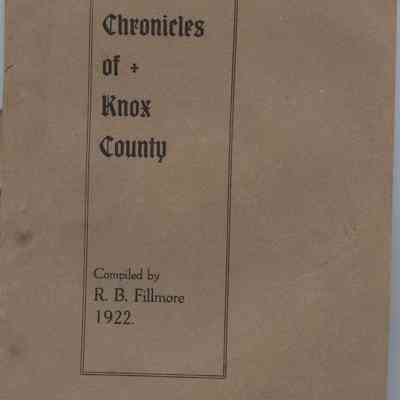 Chronicles
of +
Knox
County
Compiled by
R. B. Fillmore
1922.